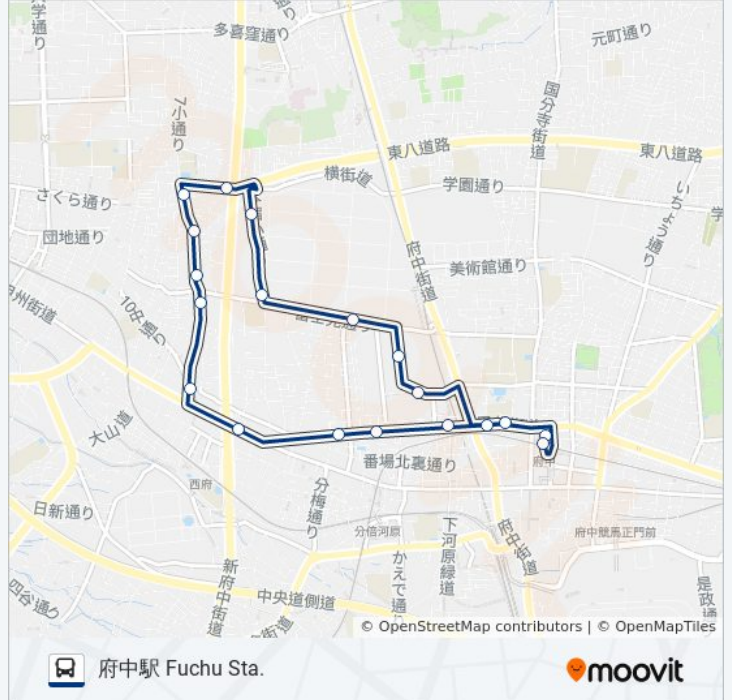 多喜窪通り
元町通り
7小通り
国分寺街道
東八道路
東八道路
横街道
学園通り
さくら通り
いちょう通り
団地通り
府中街道
美術館通り
10中通り
大山道
番場北裏通り
府中
西府
分梅通り
日新通り
分倍河原
下河原緑道
府中街道
府中競馬正門前
新府中街道
中央道側道
かえで通り
四谷通り
是政通
© OpenStreetMap contributors | © OpenMapTiles
府中駅 Fuchu Sta.
moovit